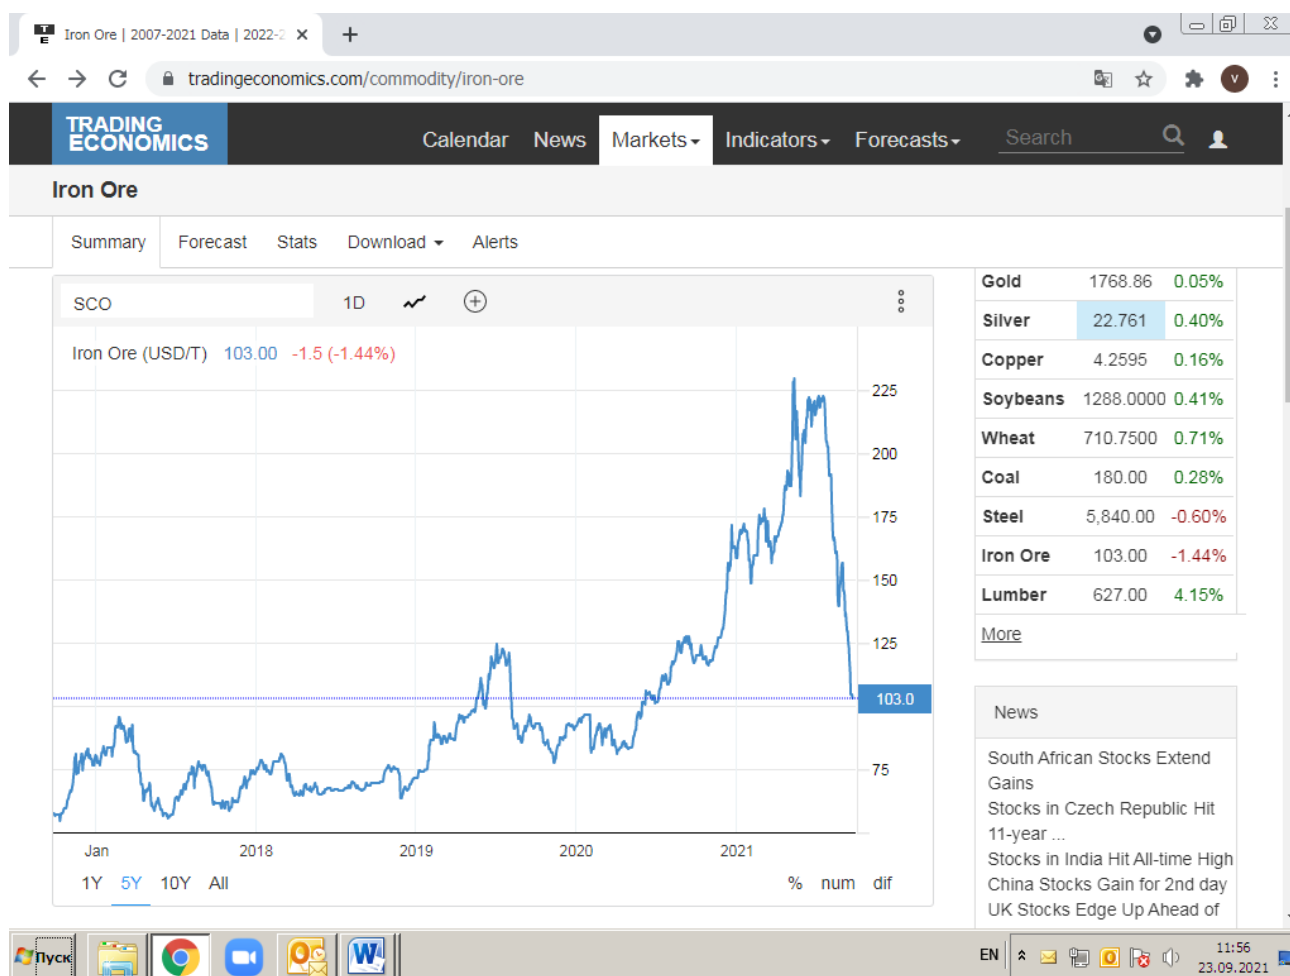 Iron Ore | 2007-2021 Data | 2022-2
tradingeconomics.com/commodity/iron-ore
V
TRADING
ECONOMICS
Calendar News Markets Indicators Forecasts Search
Iron Ore
Summary Forecast Stats Download Alerts
SCO 1D
Iron Ore (USD/T) 103.00 -1.5 (-1.44%)
225
200
175
150
125
103.0
75
Jan 2018 2019 2020 2021
1Y 5Y 10Y All % num dif
Gold 1768.86 0.05%
Silver 22.761 0.40%
Copper 4.2595 0.16%
Soybeans 1288.0000 0.41%
Wheat 710.7500 0.71%
Coal 180.00 0.28%
Steel 5,840.00 -0.60%
Iron Ore 103.00 -1.44%
Lumber 627.00 4.15%
More
News
South African Stocks Extend
Gains
Stocks in Czech Republic Hit
11-year ...
Stocks in India Hit All-time High
China Stocks Gain for 2nd day
UK Stocks Edge Up Ahead of
Пуск
EN
11:56
23.09.2021